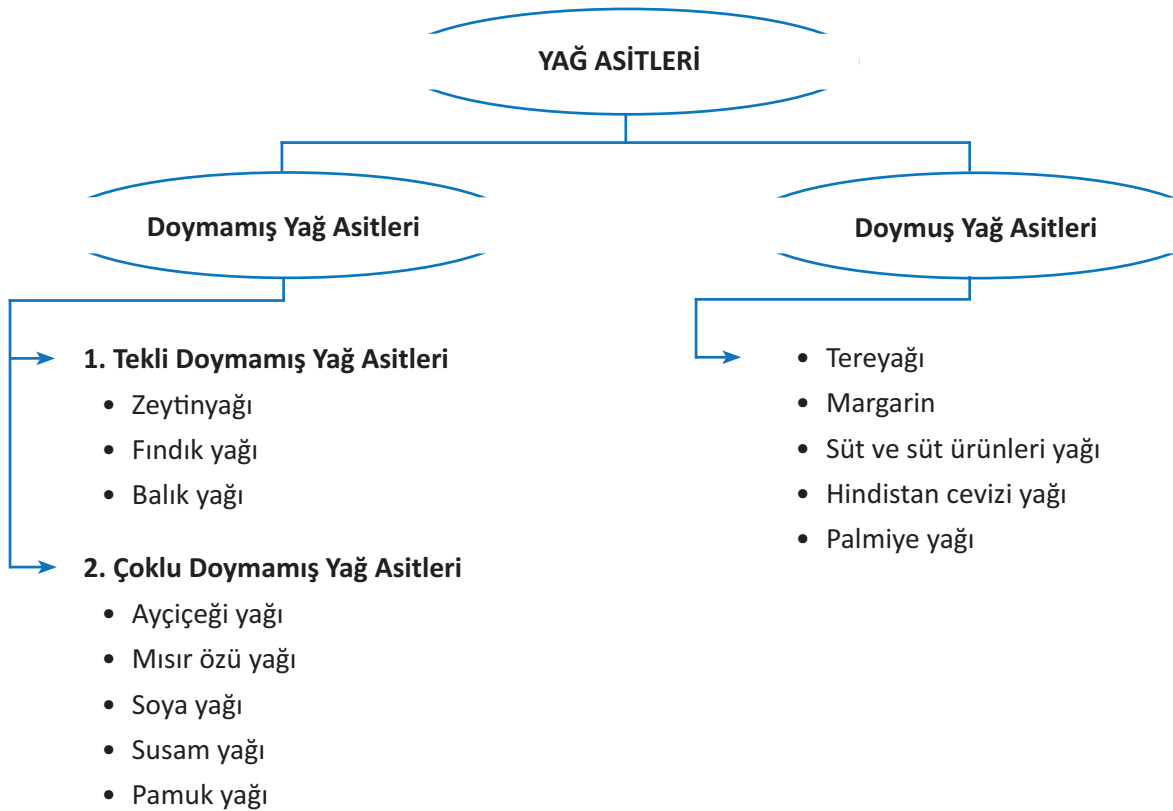 YAĞ ASİTLERİ
Doymamış Yağ Asitleri
1. Tekli Doymamış Yağ Asitleri
• Zeytinyağı
• Fındık yağı
• Balık yağı
2. Çoklu Doymamış Yağ Asitleri
• Ayçiçeği yağı
• Mısır özü yağı
• Soya yağı
• Susam yağı
• Pamuk yağı
Doymuş Yağ Asitleri
• Tereyağı
• Margarin
• Süt ve süt ürünleri yağı
• Hindistan cevizi yağı
• Palmiye yağı